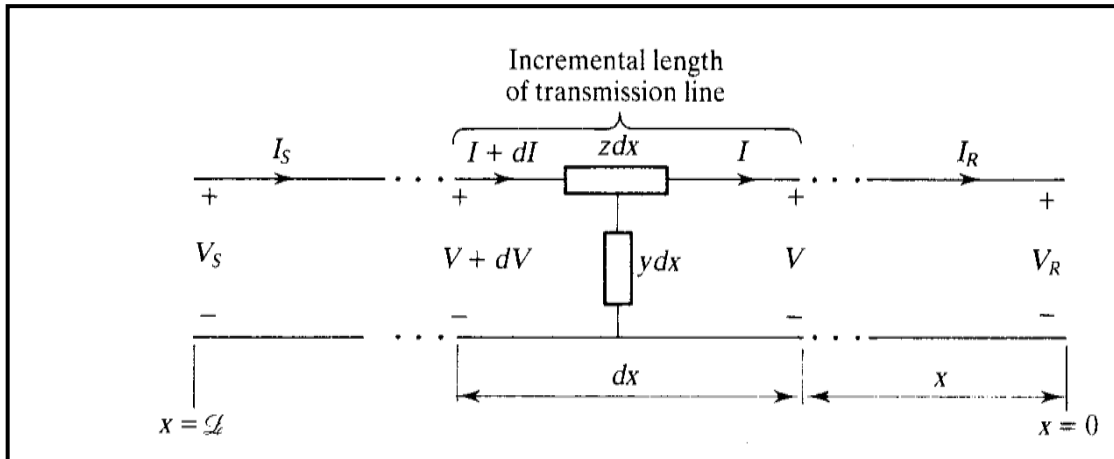 Incremental length
of transmission line
I_S I + dI zdx I I_R
+ + + +
V_S V + dV ydx V V_R
− − − −
dx x
x = ℒ x = 0